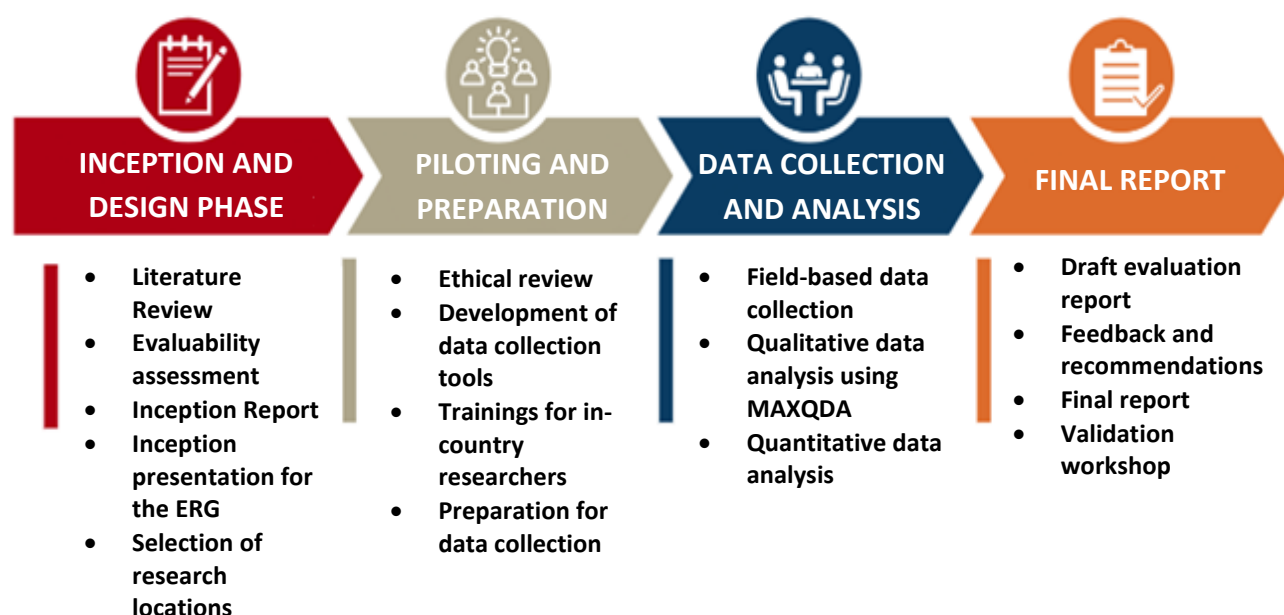 INCEPTION AND
DESIGN PHASE
• Literature
Review
• Evaluability
assessment
• Inception Report
• Inception
presentation for
the ERG
• Selection of
research
locations
PILOTING AND
PREPARATION
• Ethical review
• Development of
data collection
tools
• Trainings for in-
country
researchers
• Preparation for
data collection
DATA COLLECTION
AND ANALYSIS
• Field-based data
collection
• Qualitative data
analysis using
MAXQDA
• Quantitative data
analysis
FINAL REPORT
• Draft evaluation
report
• Feedback and
recommendations
• Final report
• Validation
workshop